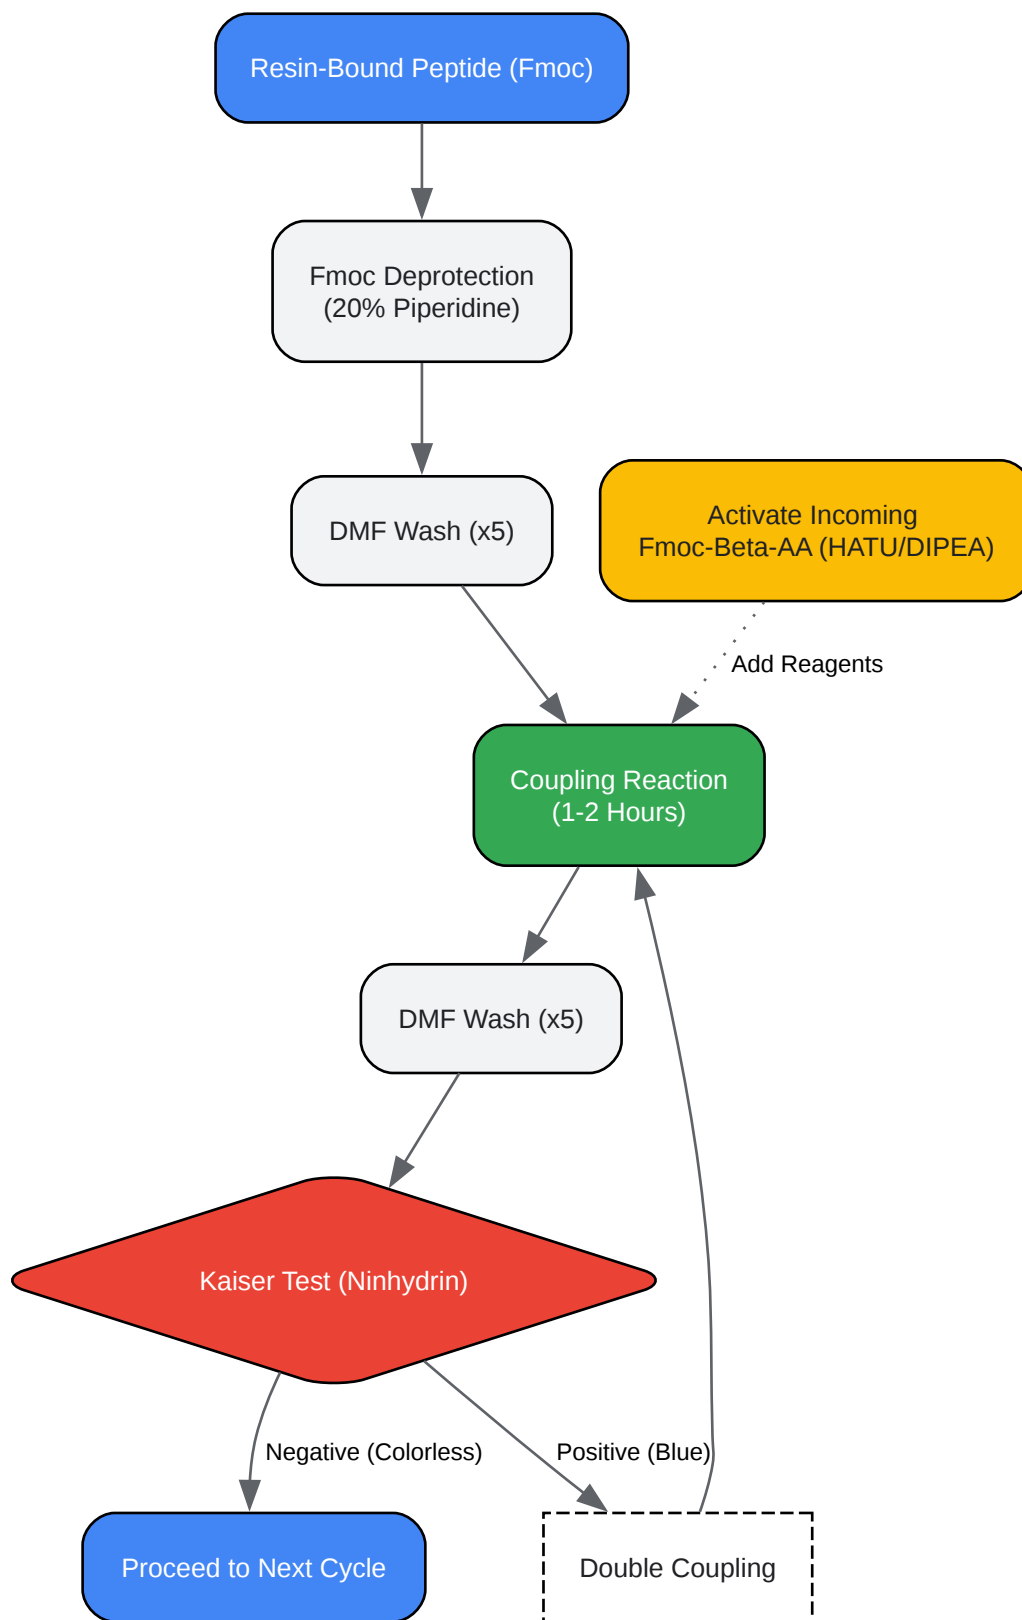 Resin-Bound Peptide (Fmoc)
Fmoc Deprotection
(20% Piperidine)
DMF Wash (x5)
Activate Incoming
Fmoc-Beta-AA (HATU/DIPEA)
Add Reagents
Coupling Reaction
(1-2 Hours)
DMF Wash (x5)
Kaiser Test (Ninhydrin)
Negative (Colorless)
Positive (Blue)
Proceed to Next Cycle
Double Coupling